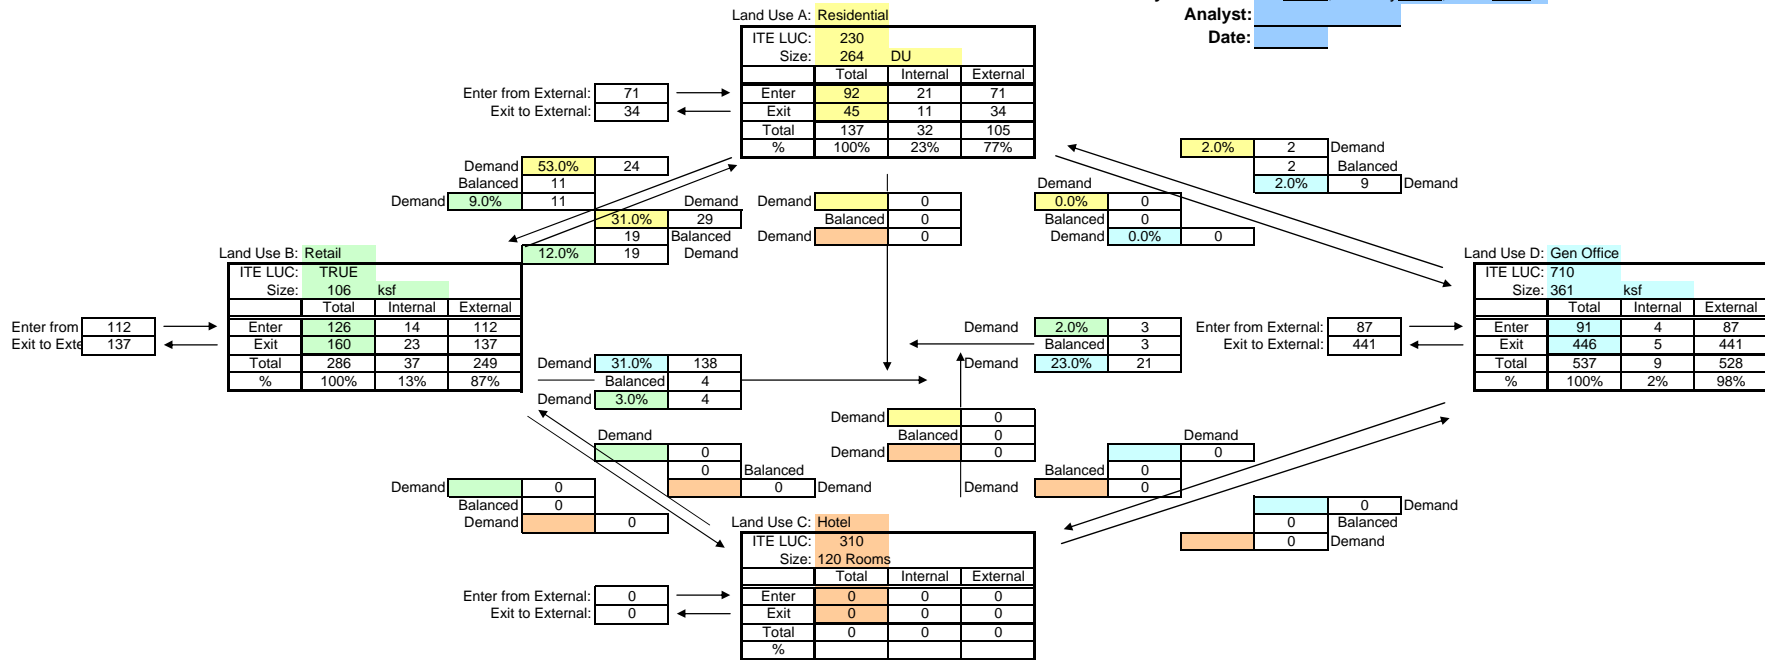 Land Use A: Residential
Analyst:
ITE LUC: 230
Date:
Size: 264 DU
Total Internal External
Enter from External: 71 Enter 92 21 71
Exit to External: 34 Exit 45 11 34
Total 137 32 105
% 100% 23% 77%
2.0% 2 Demand
2 Balanced
2.0% 9 Demand
Demand 53.0% 24
Balanced 11
Demand 9.0% 11
Demand
31.0% 29
19 Balanced
12.0% 19 Demand
Demand 0
Balanced 0
Demand 0
Demand
0.0% 0
Balanced 0
Demand 0.0% 0
Land Use B: Retail
ITE LUC: TRUE
Size: 106 ksf
Total Internal External
Enter from 112 Enter 126 14 112
Exit to Exte 137 Exit 160 23 137
Total 286 37 249
% 100% 13% 87%
Land Use D: Gen Office
ITE LUC: 710
Size: 361 ksf
Total Internal External
Enter from External: 87 Enter 91 4 87
Exit to External: 441 Exit 446 5 441
Total 537 9 528
% 100% 2% 98%
Demand 2.0% 3
Balanced 3
Demand 23.0% 21
Demand 31.0% 138
Balanced 4
Demand 3.0% 4
Demand 0
Balanced 0
Demand 0
Demand
0
0 Balanced
0 Demand
Demand
0
Balanced 0
Demand 0
Demand 0
Balanced 0
Demand 0
0 Demand
0 Balanced
0 Demand
Land Use C: Hotel
ITE LUC: 310
Size: 120 Rooms
Total Internal External
Enter from External: 0 Enter 0 0 0
Exit to External: 0 Exit 0 0 0
Total 0 0 0
%